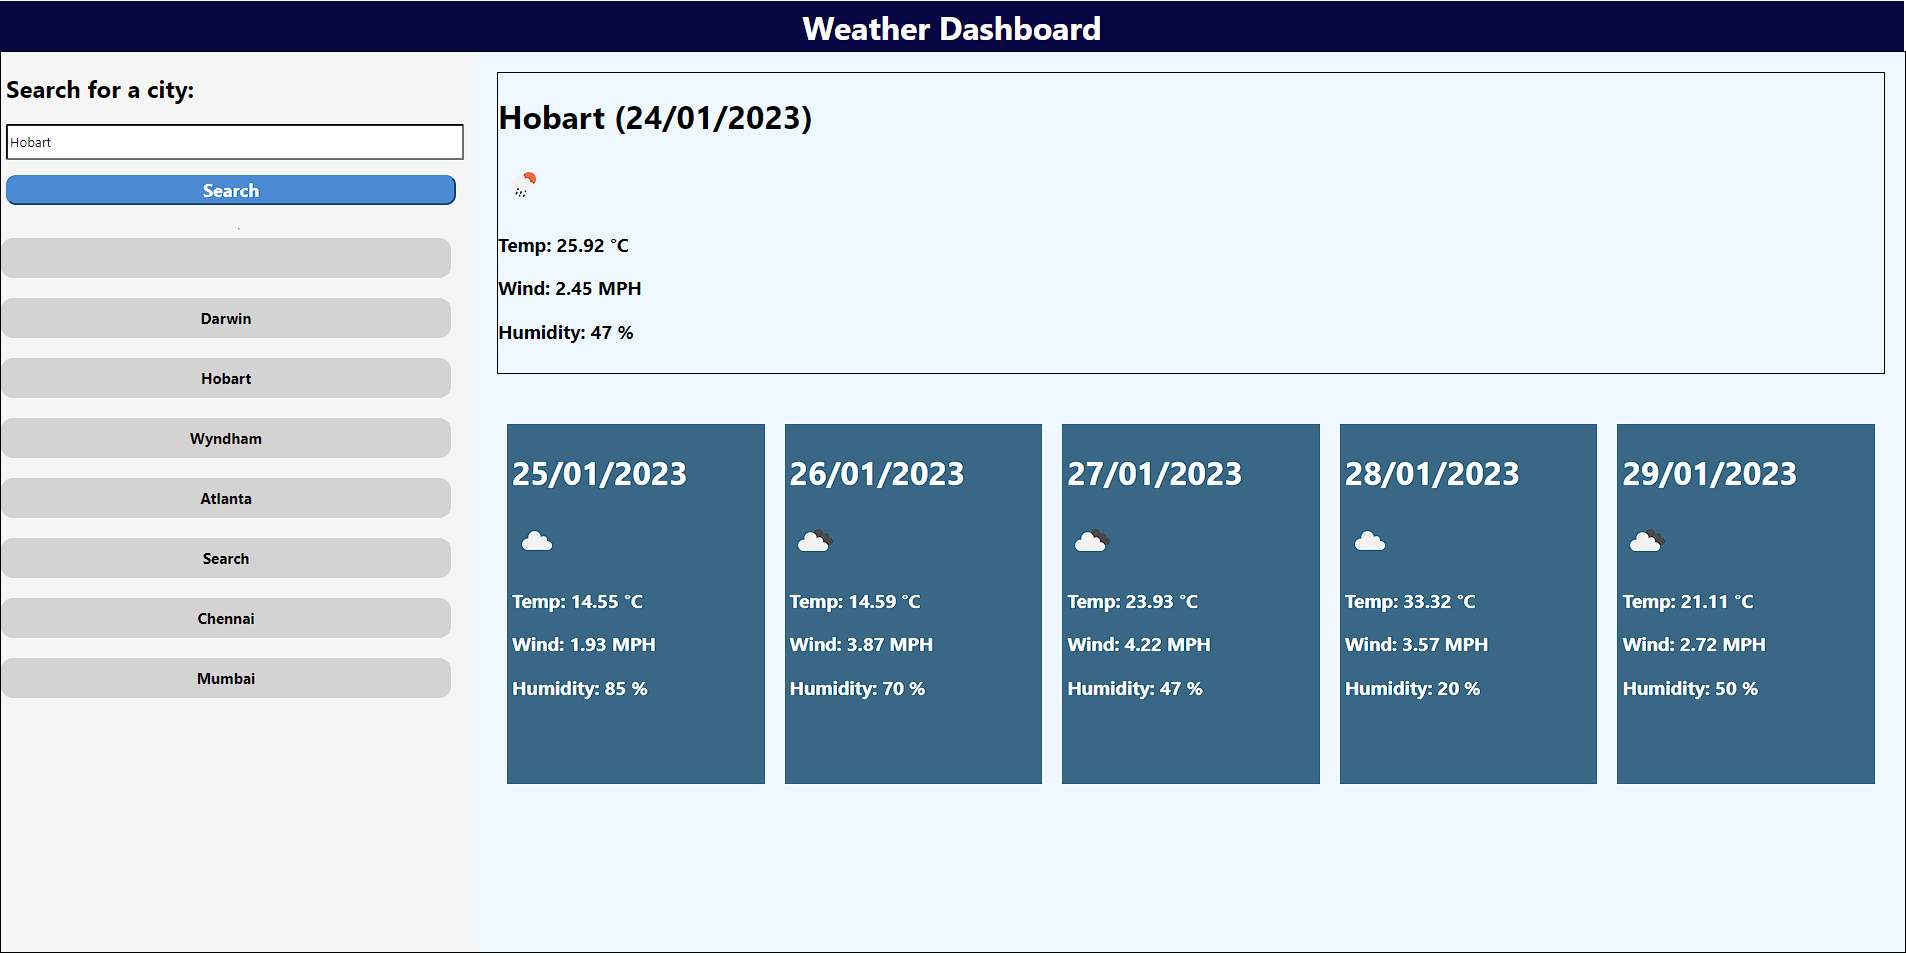 Weather Dashboard
Search for a city:
Hobart
Search
Darwin
Hobart
Wyndham
Atlanta
Search
Chennai
Mumbai
Hobart (24/01/2023)
Temp: 25.92 °C
Wind: 2.45 MPH
Humidity: 47 %
25/01/2023
Temp: 14.55 °C
Wind: 1.93 MPH
Humidity: 85 %
26/01/2023
Temp: 14.59 °C
Wind: 3.87 MPH
Humidity: 70 %
27/01/2023
Temp: 23.93 °C
Wind: 4.22 MPH
Humidity: 47 %
28/01/2023
Temp: 33.32 °C
Wind: 3.57 MPH
Humidity: 20 %
29/01/2023
Temp: 21.11 °C
Wind: 2.72 MPH
Humidity: 50 %